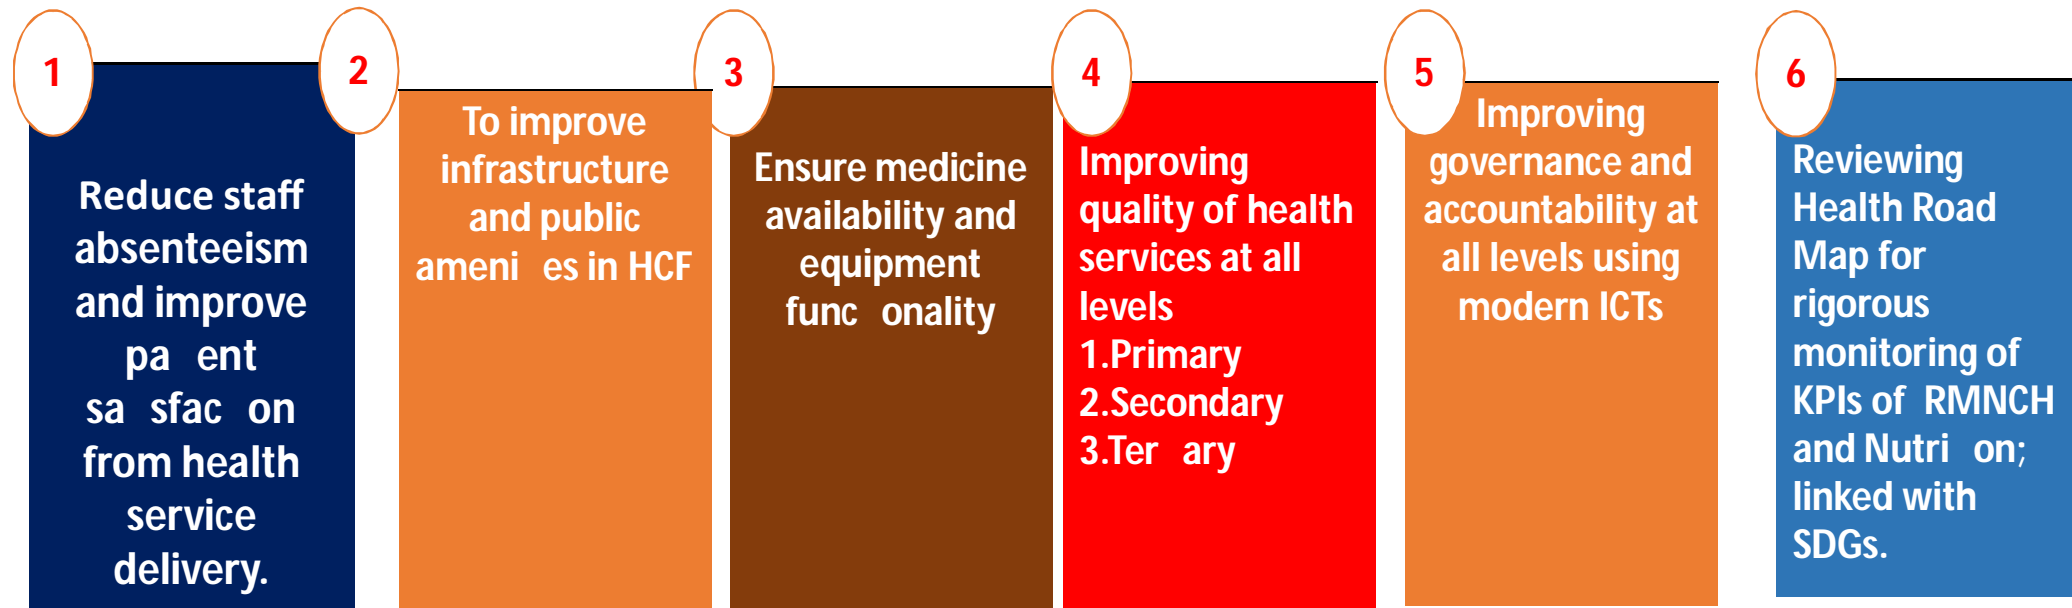 1
Reduce staff
absenteeism
and improve
pa ent
sa sfac on
from health
service
delivery.
2
To improve
infrastructure
and public
ameni es in HCF
3
Ensure medicine
availability and
equipment
func onality
4
Improving
quality of health
services at all
levels
1.Primary
2.Secondary
3.Ter ary
5
Improving
governance and
accountability at
all levels using
modern ICTs
6
Reviewing
Health Road
Map for
rigorous
monitoring of
KPIs of RMNCH
and Nutri on;
linked with
SDGs.